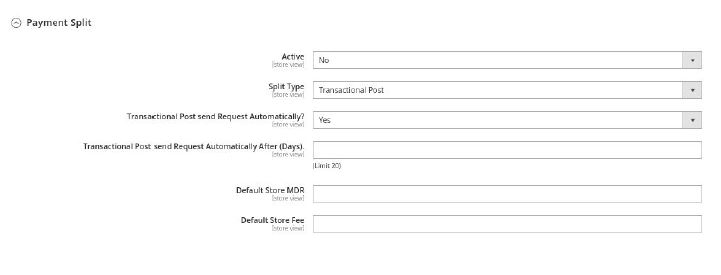 Payment Split
Active
[store view]
No
Split Type
[store view]
Transactional Post
Transactional Post send Request Automatically?
[store view]
Yes
Transactional Post send Request Automatically After (Days).
[store view]
(Limit 20)
Default Store MDR
[store view]
Default Store Fee
[store view]